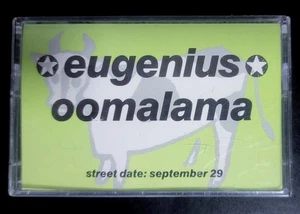 ✪eugenius✪
oomalama
street date: september 29